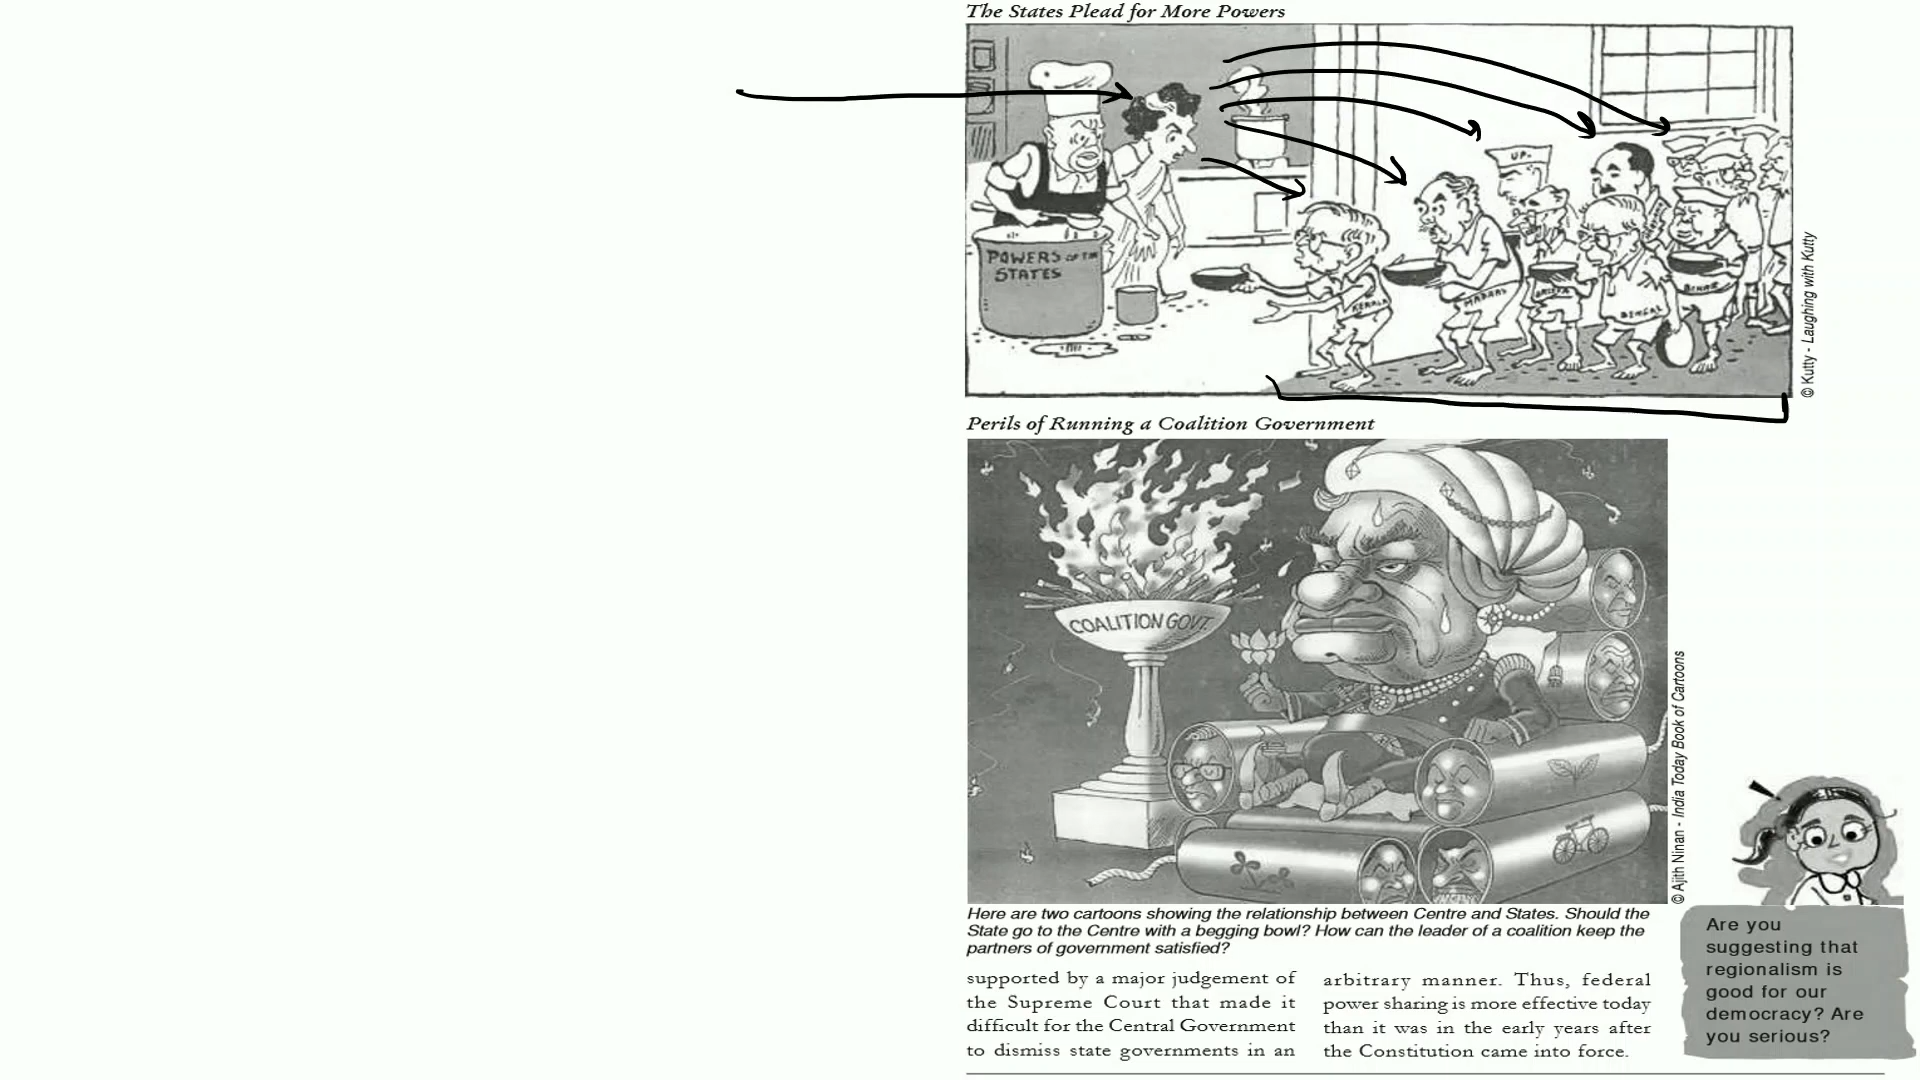 The States Plead for More Powers
POWERS OF THE
STATES
UP.
KERALA
MADRAS
ORISSA
BENGAL
BIHAR
© Kutty - Laughing with Kutty
Perils of Running a Coalition Government
COALITION GOVT.
© Ajith Ninan - India Today Book of Cartoons
Here are two cartoons showing the relationship between Centre and States. Should the
State go to the Centre with a begging bowl? How can the leader of a coalition keep the
partners of government satisfied?
supported by a major judgement of
the Supreme Court that made it
difficult for the Central Government
to dismiss state governments in an
arbitrary manner. Thus, federal
power sharing is more effective today
than it was in the early years after
the Constitution came into force.
Are you
suggesting that
regionalism is
good for our
democracy? Are
you serious?